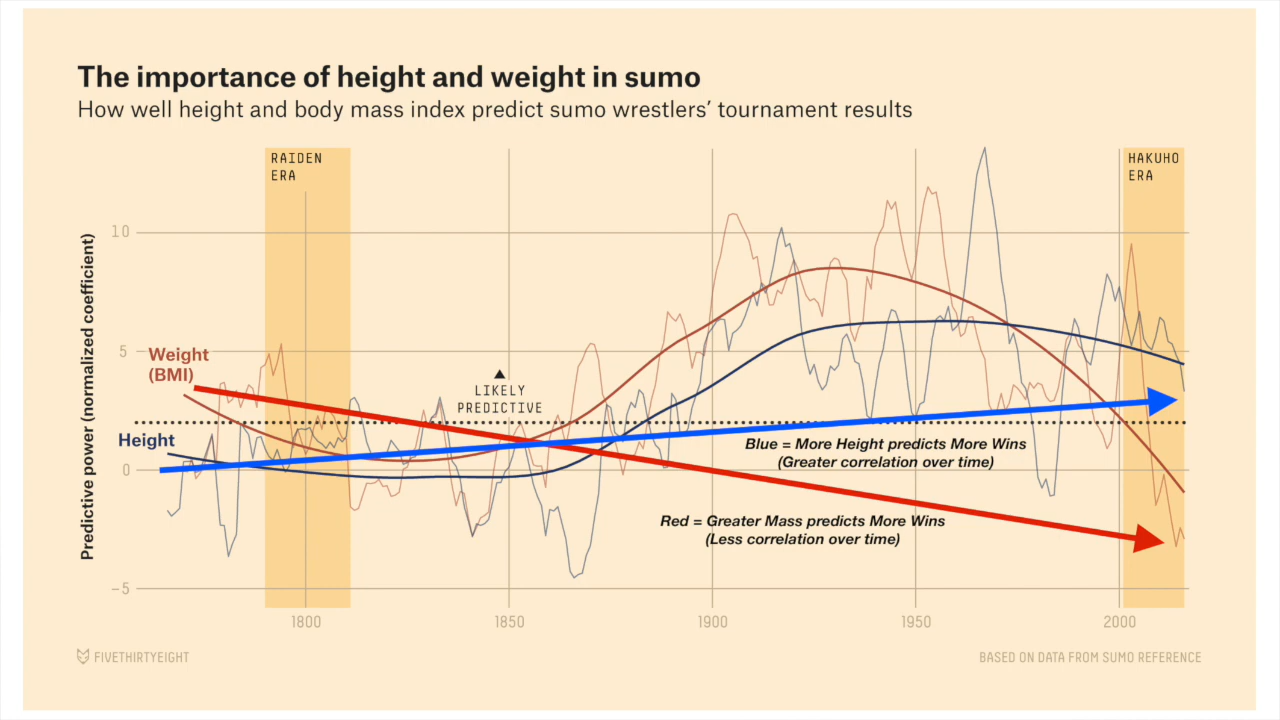 The importance of height and weight in sumo
How well height and body mass index predict sumo wrestlers' tournament results
RAIDEN
ERA
HAKUHO
ERA
Predictive power (normalized coefficient)
10
5
0
−5
Weight
(BMI)
Height
▲
LIKELY
PREDICTIVE
Blue = More Height predicts More Wins
(Greater correlation over time)
Red = Greater Mass predicts More Wins
(Less correlation over time)
1800
1850
1900
1950
2000
FIVETHIRTYEIGHT
BASED ON DATA FROM SUMO REFERENCE